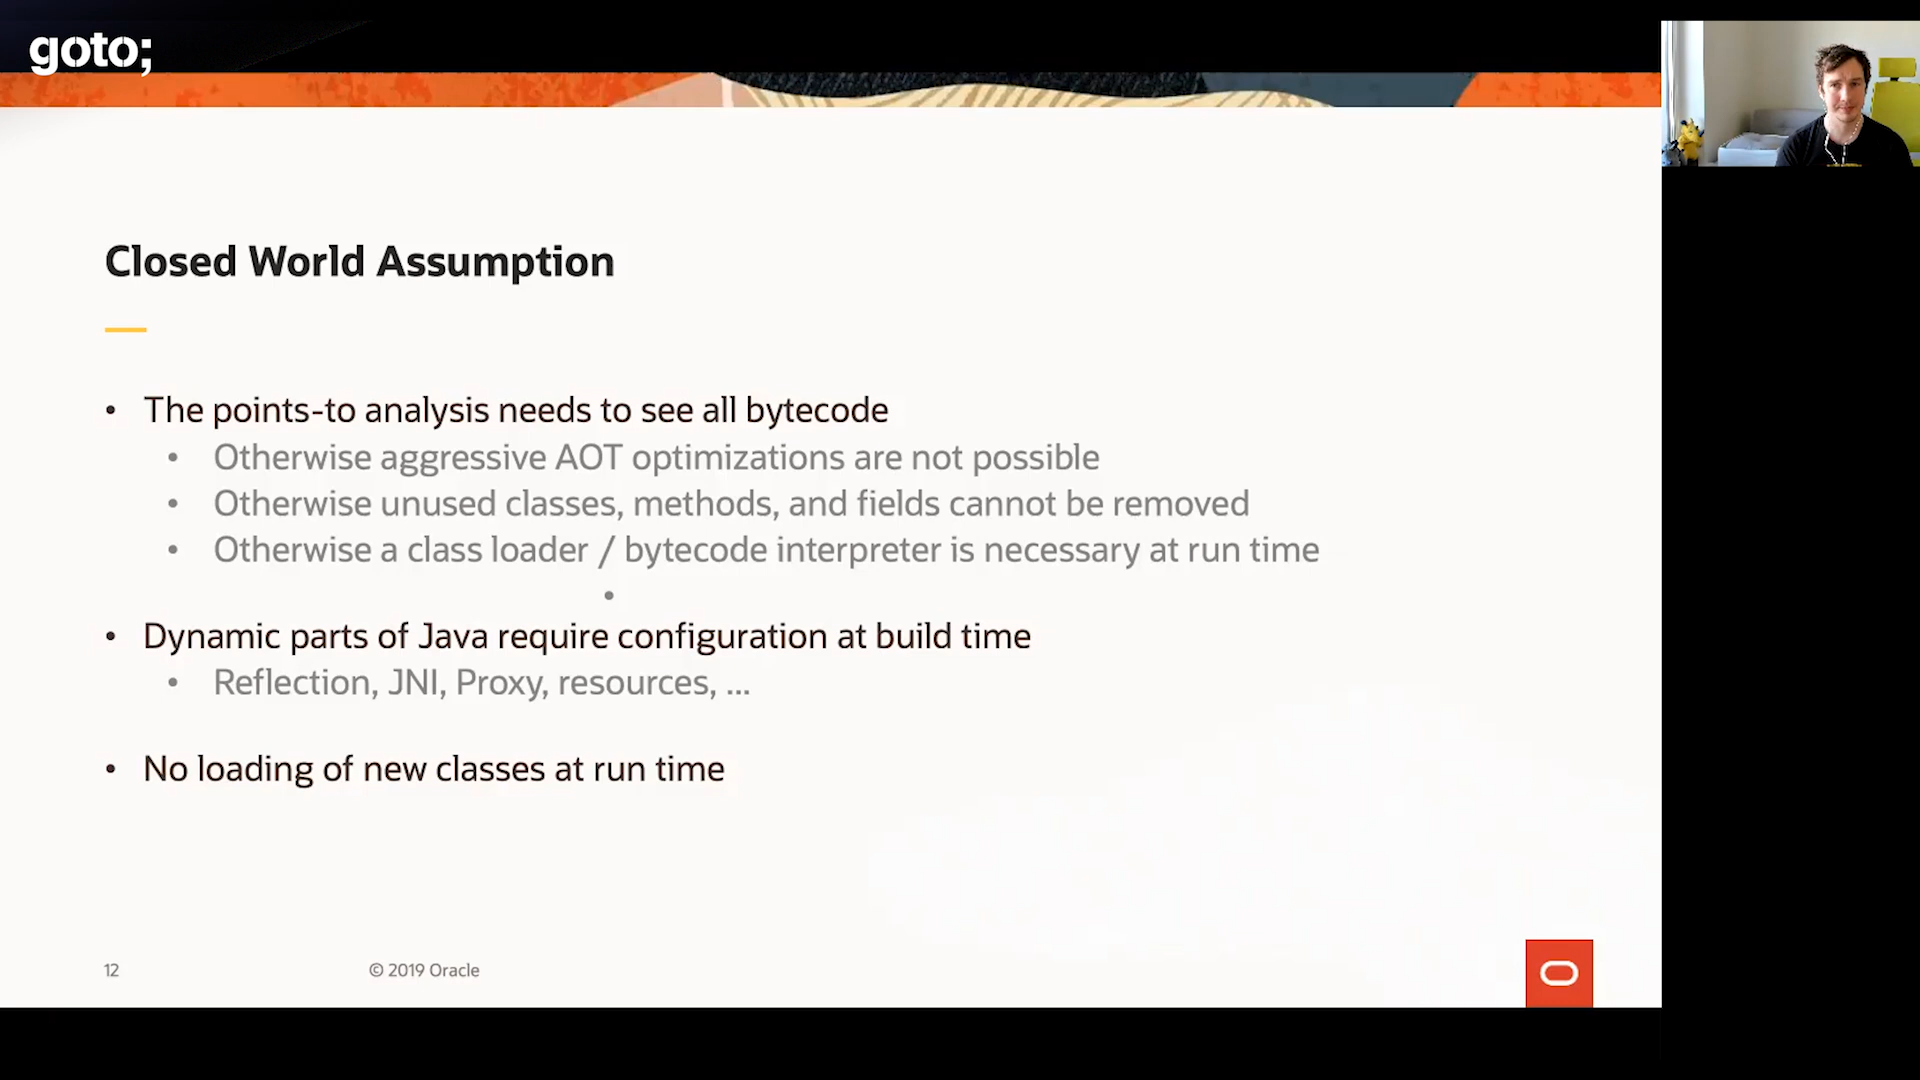 goto;
Closed World Assumption
• The points-to analysis needs to see all bytecode
• Otherwise aggressive AOT optimizations are not possible
• Otherwise unused classes, methods, and fields cannot be removed
• Otherwise a class loader / bytecode interpreter is necessary at run time
•
• Dynamic parts of Java require configuration at build time
• Reflection, JNI, Proxy, resources, ...
• No loading of new classes at run time
12
© 2019 Oracle